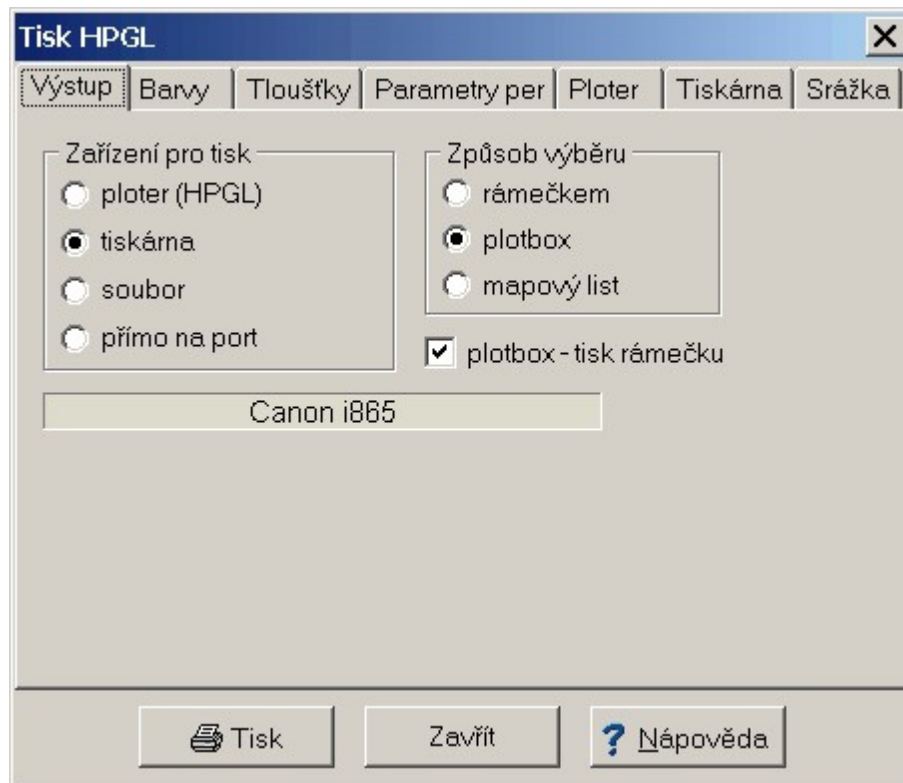 Tisk HPGL
Výstup Barvy Tloušťky Parametry per Ploter Tiskárna Srážka
Zařízení pro tisk
ploter (HPGL)
tiskárna
soubor
přímo na port
Způsob výběru
rámečkem
plotbox
mapový list
plotbox - tisk rámečku
Canon i865
Tisk Zavřít ? Nápověda